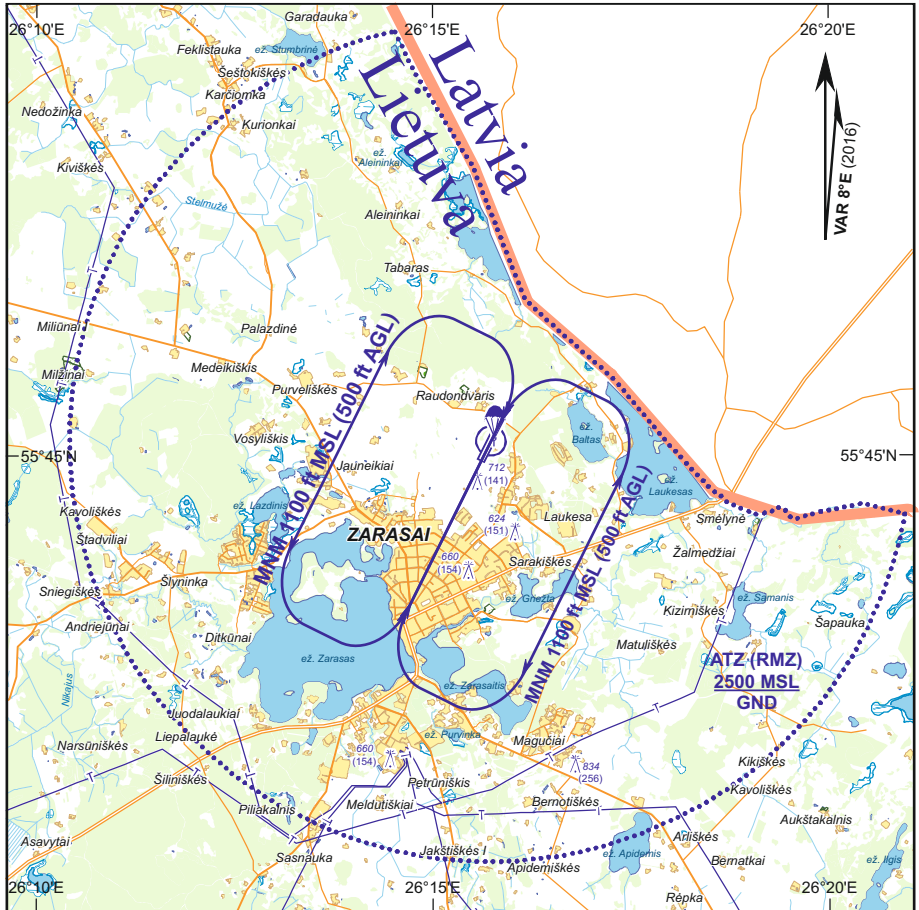 Garadauka
26°10'E
26°15'E
26°20'E
Feklistauka
ež. Stumbrinė
Šeštokiškės
Karčiomka
Nedožinka
Kurionkai
Latvia
Lietuva
VAR 8°E (2016)
ež.
Aleininkai
Kiviškės
Stelmužė
Aleininkai
Tabaras
Miliūnai
Palazdinė
Medeikiškis
Milžinai
Purveliškės
Raudondvaris
MNM 1100 ft MSL (500 ft AGL)
Vosyliškis
ež.
Baltas
55°45'N
55°45'N
Jauneikiai
712
(141)
ež.
Laukesas
Kavoliškės
ež. Lazdinis
Stadviliai
ZARASAI
624
(151)
Laukesa
Smėlynė
660
(154)
Sarakiškės
Žalmedžiai
Šlyninka
Sniegiškės
ež. Griežta
ež. Samanis
Kizimiškės
Šapauka
Andriejūnai
Ditkūnai
Matuliškės
MNM 1100 ft MSL (500 ft AGL)
ež. Zarasas
ATZ (RMZ)
2500 MSL
GND
Nikajus
ež. Zarasaitis
Juodalaukiai
Liepalaukė
ež. Purvinka
Narsūniškės
Magučiai
660
(154)
834
(256)
Kikiškės
Šiliniškės
Petrūniškis
Kavoliškės
Piliakalnis
Meldutiškiai
Bernotiškės
Aukštakalnis
Asavytai
Arliškės
Sasnauka
Jakštiškės I
ež. Apidemis
Bernatkai
Apidemiškės
ež. Ilgis
26°10'E
26°15'E
26°20'E
Rėpka